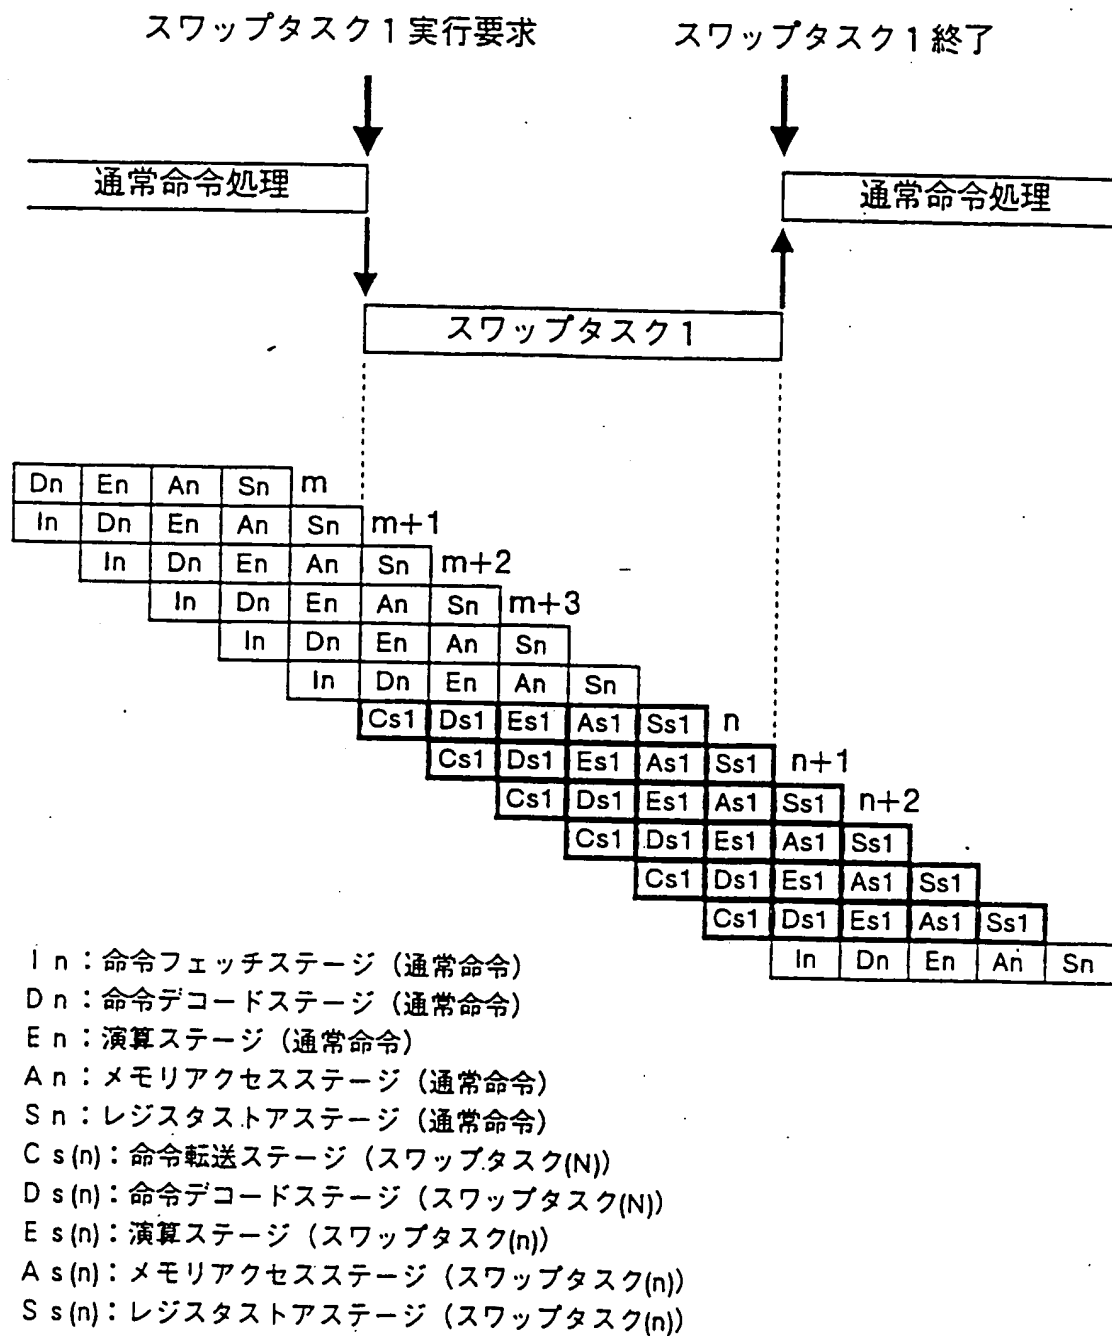 スワップタスク1実行要求 スワップタスク1終了
通常命令処理 通常命令処理
スワップタスク1
Dn En An Sn m
In Dn En An Sn m+1
In Dn En An Sn m+2
In Dn En An Sn m+3
In Dn En An Sn
In Dn En An Sn
Cs1 Ds1 Es1 As1 Ss1 n
Cs1 Ds1 Es1 As1 Ss1 n+1
Cs1 Ds1 Es1 As1 Ss1 n+2
Cs1 Ds1 Es1 As1 Ss1
Cs1 Ds1 Es1 As1 Ss1
Cs1 Ds1 Es1 As1 Ss1
In Dn En An Sn
In：命令フェッチステージ（通常命令）
Dn：命令デコードステージ（通常命令）
En：演算ステージ（通常命令）
An：メモリアクセスステージ（通常命令）
Sn：レジスタストアステージ（通常命令）
Cs(n)：命令転送ステージ（スワップタスク(N)）
Ds(n)：命令デコードステージ（スワップタスク(N)）
Es(n)：演算ステージ（スワップタスク(n)）
As(n)：メモリアクセスステージ（スワップタスク(n)）
Ss(n)：レジスタストアステージ（スワップタスク(n)）